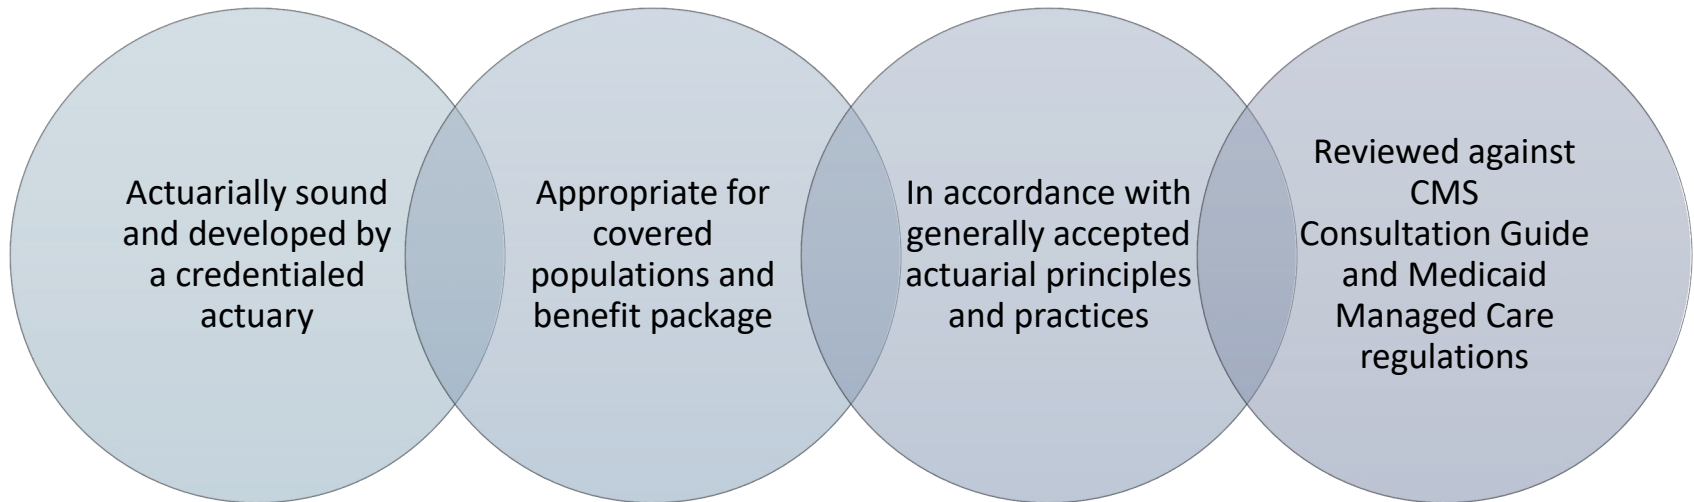 Actuarially sound
and developed by
a credentialed
actuary
Appropriate for
covered
populations and
benefit package
In accordance with
generally accepted
actuarial principles
and practices
Reviewed against
CMS
Consultation Guide
and Medicaid
Managed Care
regulations